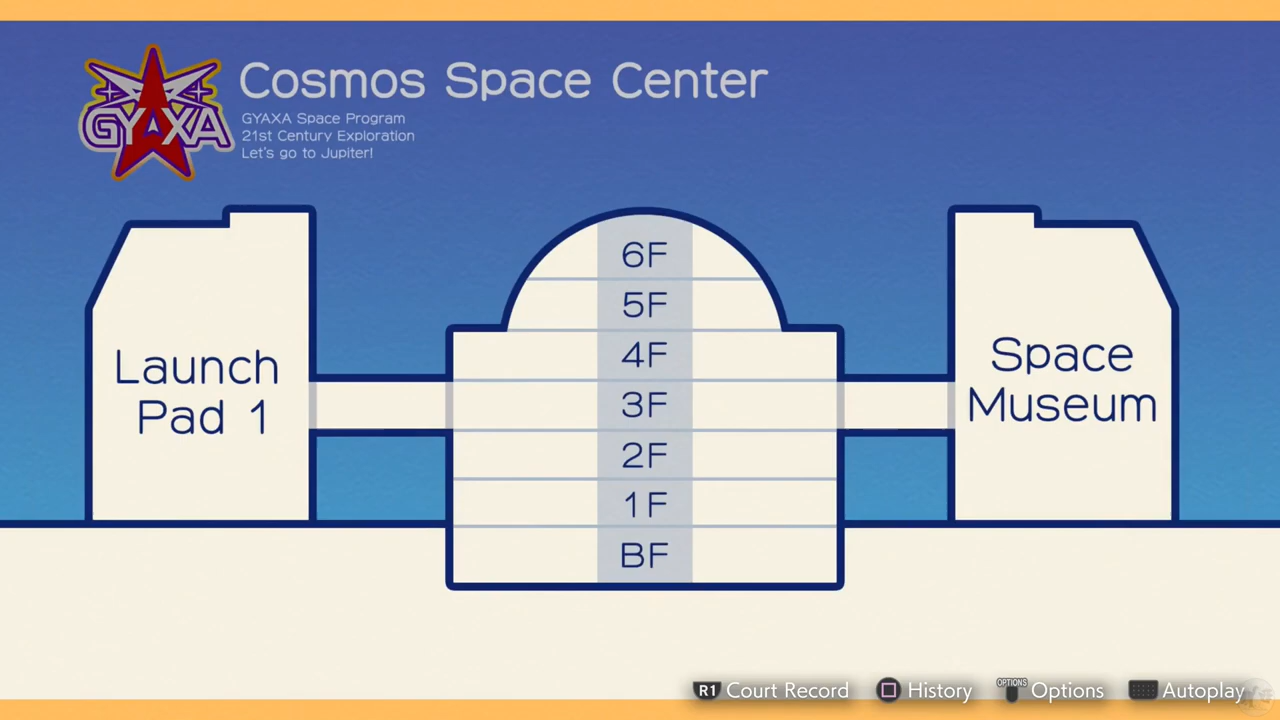 GYAXA
Cosmos Space Center
GYAXA Space Program
21st Century Exploration
Let's go to Jupiter!
6F
5F
4F
3F
2F
1F
BF
Launch
Pad 1
Space
Museum
R1 Court Record
History
OPTIONS Options
Autoplay